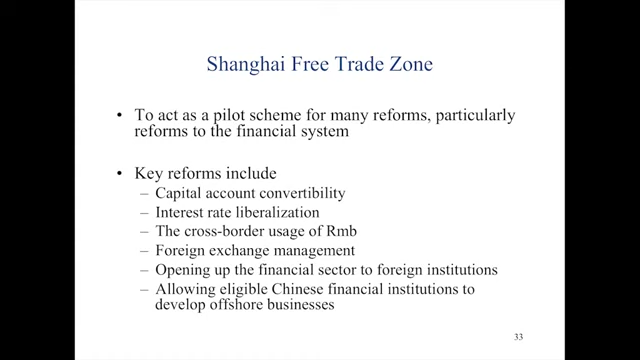 Shanghai Free Trade Zone
• To act as a pilot scheme for many reforms, particularly
reforms to the financial system
• Key reforms include
– Capital account convertibility
– Interest rate liberalization
– The cross-border usage of Rmb
– Foreign exchange management
– Opening up the financial sector to foreign institutions
– Allowing eligible Chinese financial institutions to
develop offshore businesses
33